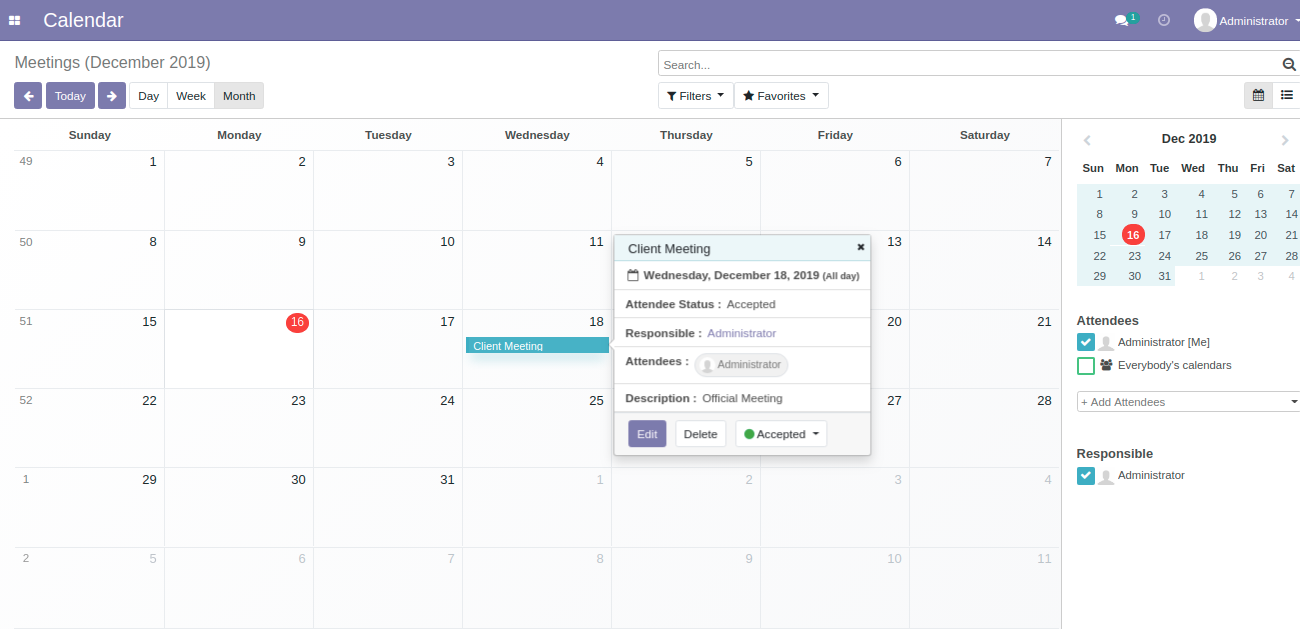 Calendar
1
Administrator
Meetings (December 2019)
Search...
Today
Day
Week
Month
Filters
Favorites
Sunday Monday Tuesday Wednesday Thursday Friday Saturday
49 1 2 3 4 5 6 7
50 8 9 10 11 13 14
51 15 16 17 18 20 21
Client Meeting
52 22 23 24 25 27 28
1 29 30 31 1 2 3 4
2 5 6 7 8 9 10 11
Client Meeting
Wednesday, December 18, 2019 (All day)
Attendee Status : Accepted
Responsible : Administrator
Attendees : Administrator
Description : Official Meeting
Edit
Delete
Accepted
Dec 2019
Sun Mon Tue Wed Thu Fri Sat
1 2 3 4 5 6 7
8 9 10 11 12 13 14
15 16 17 18 19 20 21
22 23 24 25 26 27 28
29 30 31 1 2 3 4
Attendees
Administrator [Me]
Everybody's calendars
+ Add Attendees
Responsible
Administrator